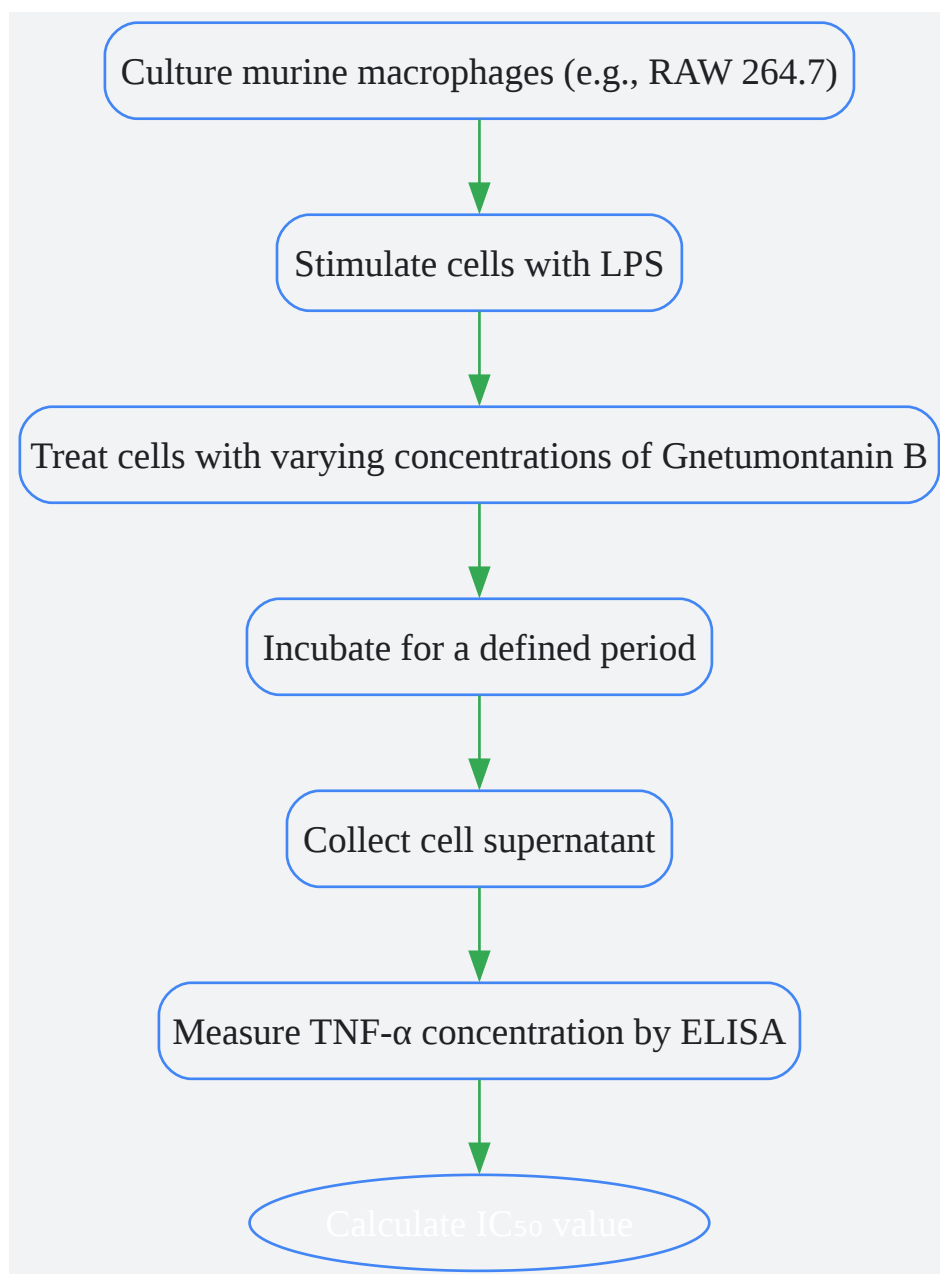 Culture murine macrophages (e.g., RAW 264.7)
Stimulate cells with LPS
Treat cells with varying concentrations of Gnetumontanin B
Incubate for a defined period
Collect cell supernatant
Measure TNF-α concentration by ELISA
Calculate IC₅₀ value